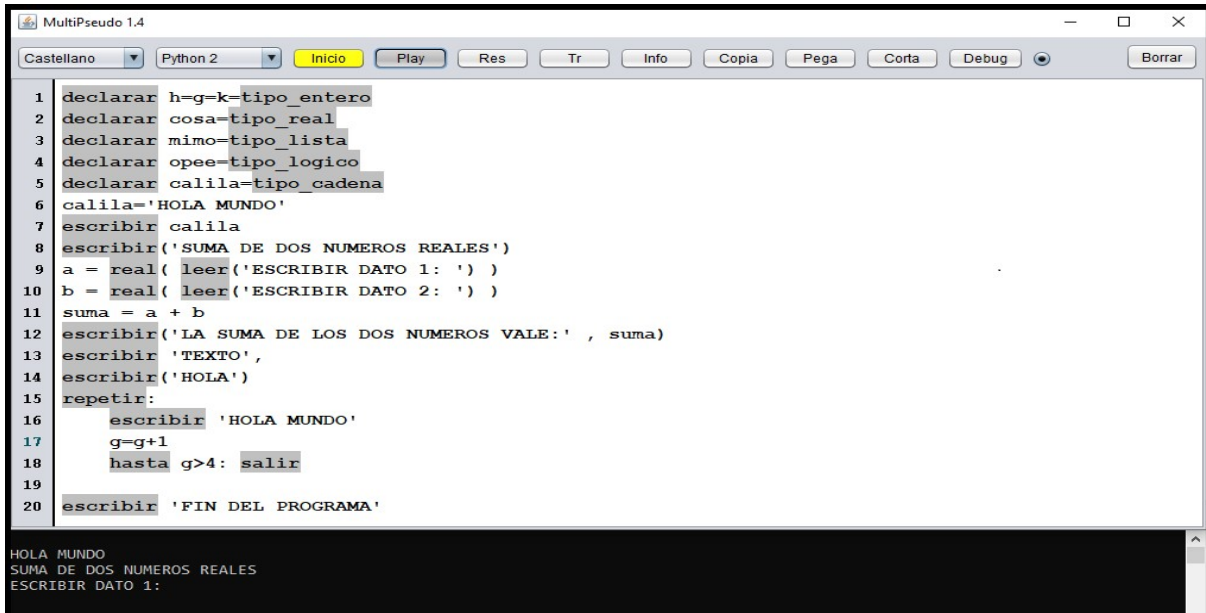 MultiPseudo 1.4
Castellano Python 2 Inicio Play Res Tr Info Copia Pega Corta Debug Borrar
1 declarar h=g=k=tipo_entero
2 declarar cosa=tipo_real
3 declarar mimo=tipo_lista
4 declarar opee=tipo_logico
5 declarar calila=tipo_cadena
6 calila='HOLA MUNDO'
7 escribir calila
8 escribir('SUMA DE DOS NUMEROS REALES')
9 a = real( leer('ESCRIBIR DATO 1: ') )
10 b = real( leer('ESCRIBIR DATO 2: ') )
11 suma = a + b
12 escribir('LA SUMA DE LOS DOS NUMEROS VALE:' , suma)
13 escribir 'TEXTO',
14 escribir('HOLA')
15 repetir:
16     escribir 'HOLA MUNDO'
17     g=g+1
18     hasta g>4: salir
19
20 escribir 'FIN DEL PROGRAMA'
HOLA MUNDO
SUMA DE DOS NUMEROS REALES
ESCRIBIR DATO 1: